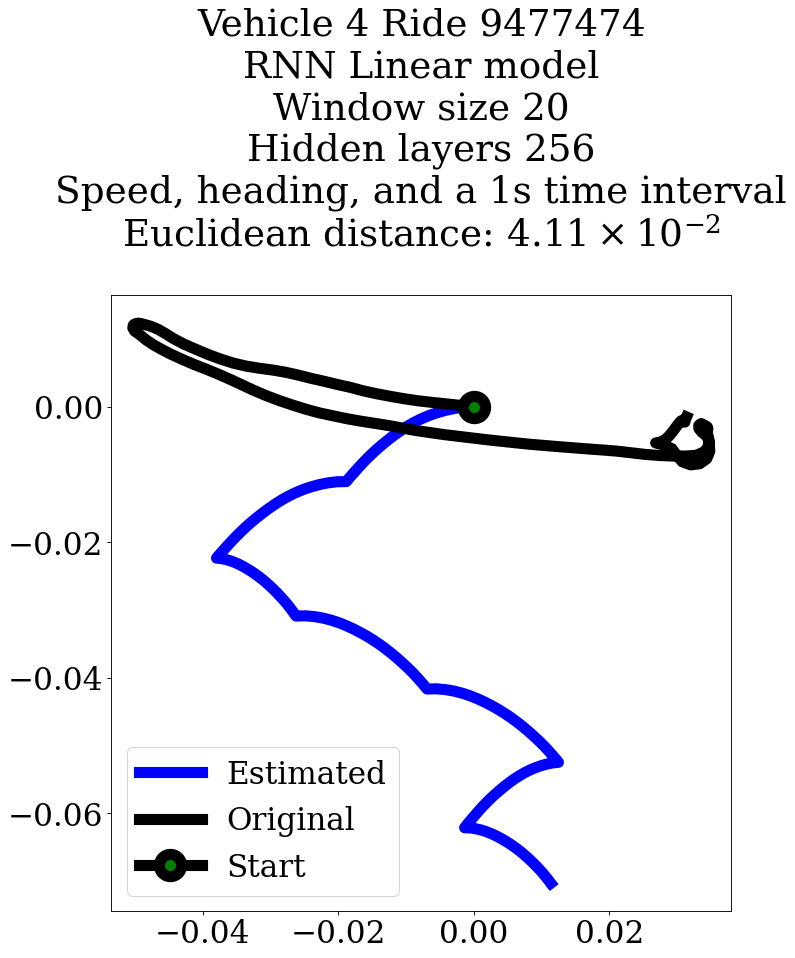 Vehicle 4 Ride 9477474
RNN Linear model
Window size 20
Hidden layers 256
Speed, heading, and a 1s time interval
Euclidean distance: 4.11 × 10⁻²
0.00
−0.02
−0.04
−0.06
Estimated
Original
Start
−0.04 −0.02 0.00 0.02